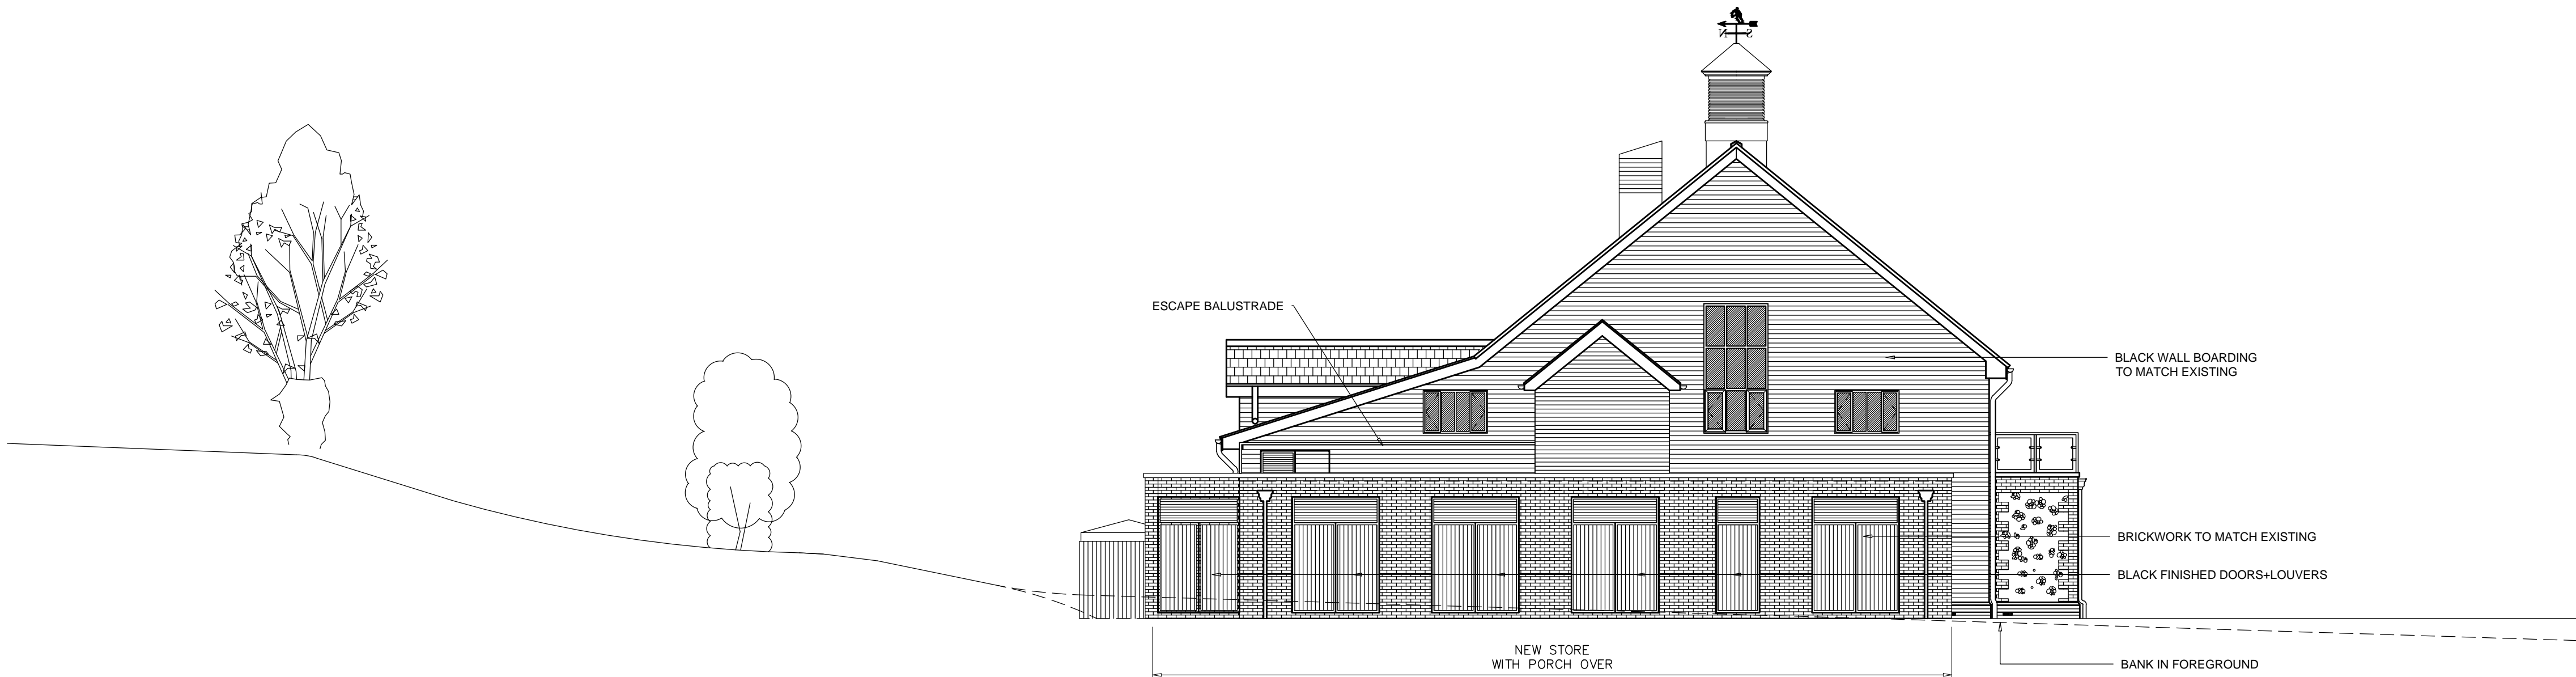 N S
ESCAPE BALUSTRADE
BLACK WALL BOARDING
TO MATCH EXISTING
BRICKWORK TO MATCH EXISTING
BLACK FINISHED DOORS+LOUVERS
NEW STORE
WITH PORCH OVER
BANK IN FOREGROUND